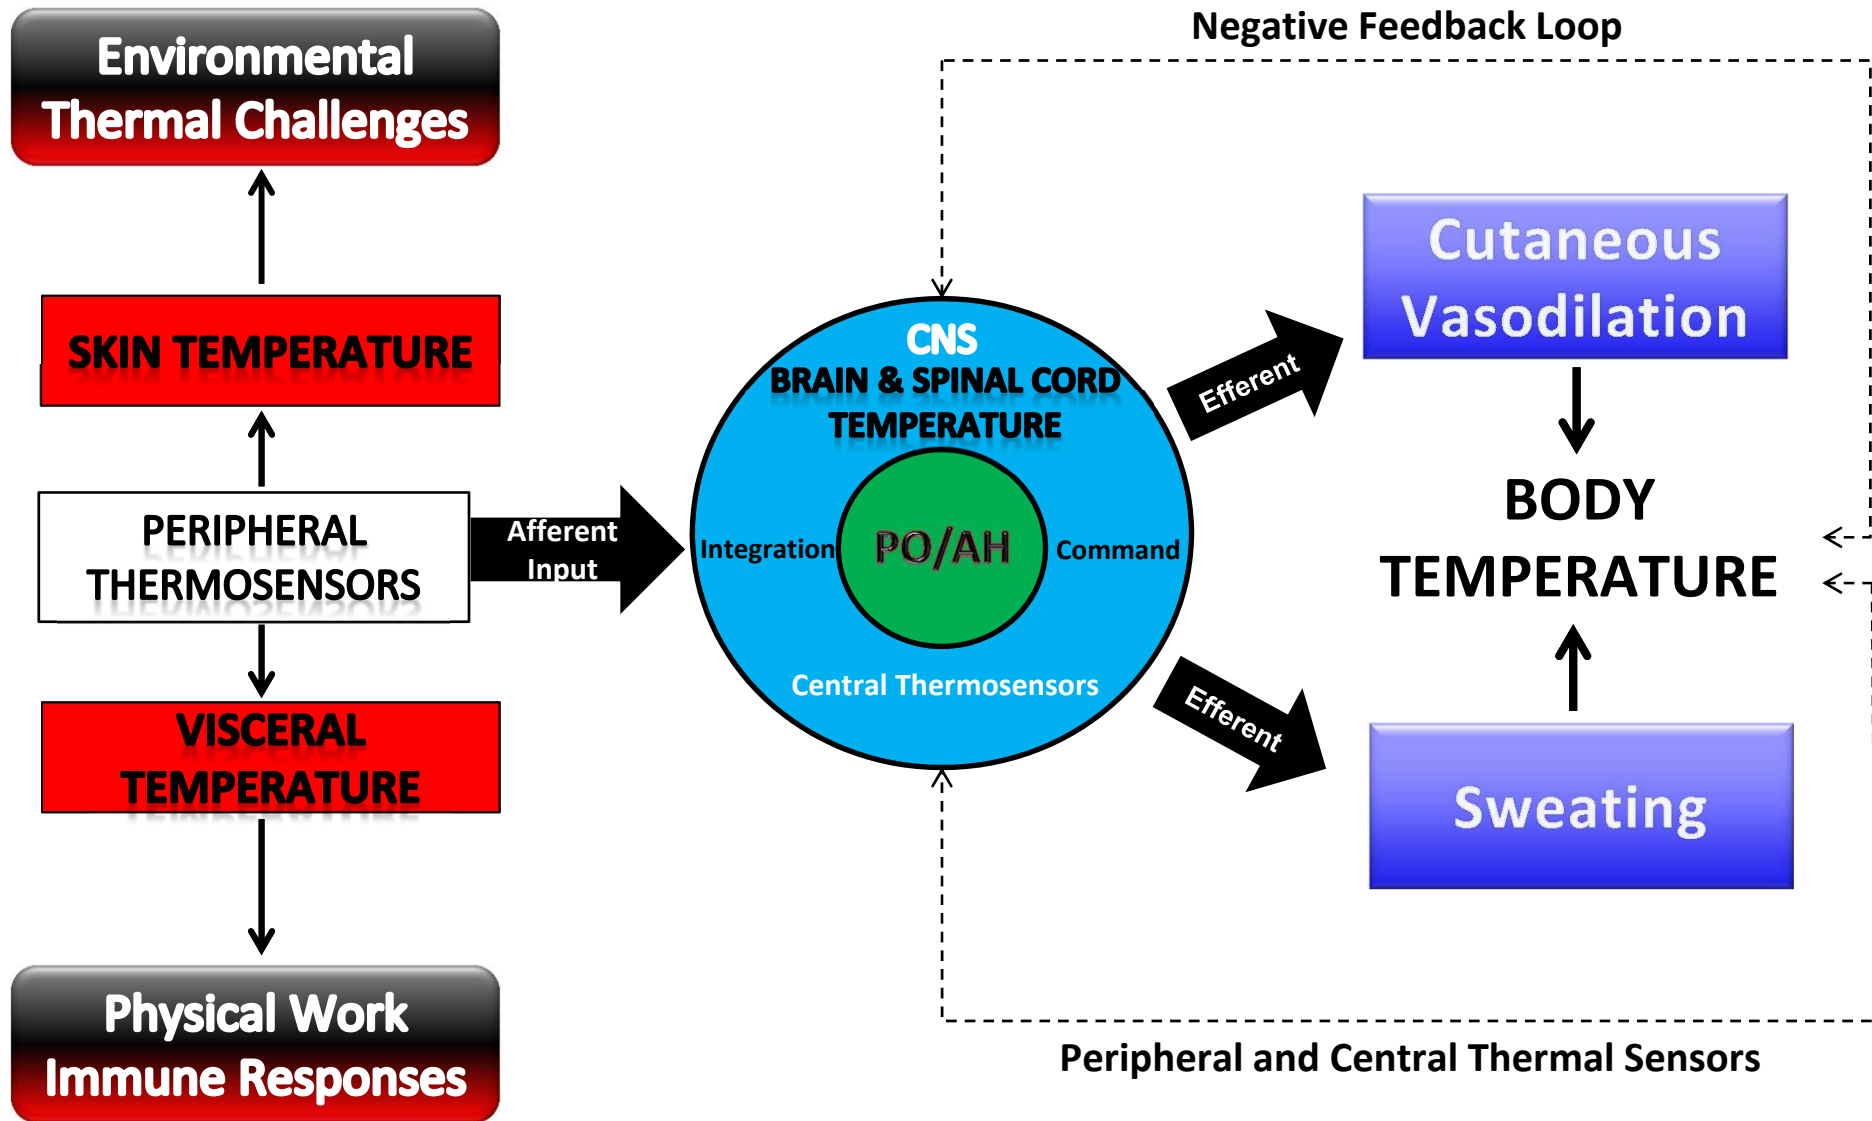 Environmental
Thermal Challenges
SKIN TEMPERATURE
PERIPHERAL
THERMOSENSORS
VISCERAL
TEMPERATURE
Physical Work
Immune Responses
Afferent
Input
CNS
BRAIN & SPINAL CORD
TEMPERATURE
Integration
PO/AH
Command
Central Thermosensors
Efferent
Efferent
Negative Feedback Loop
Cutaneous
Vasodilation
BODY
TEMPERATURE
Sweating
Peripheral and Central Thermal Sensors